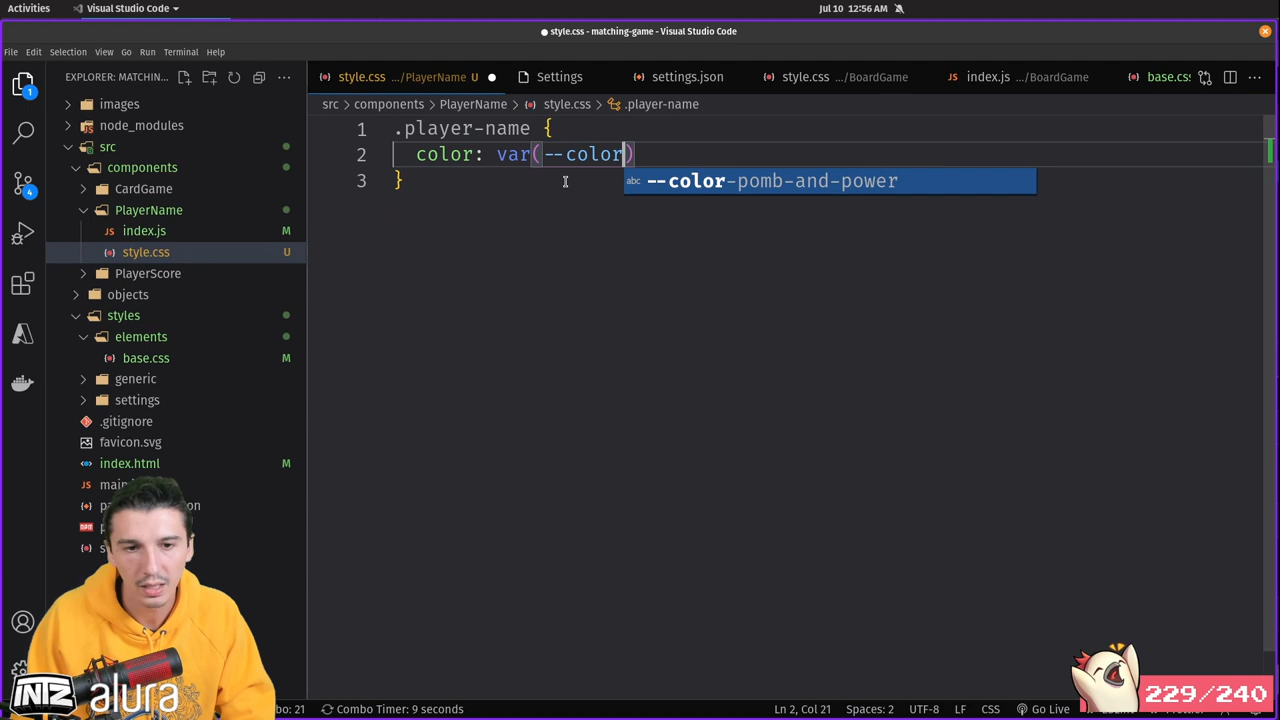 Activities
Visual Studio Code
Jul 10 12:56 AM
● style.css - matching-game - Visual Studio Code
File Edit Selection View Go Run Terminal Help
EXPLORER: MATCHIN...
style.css .../PlayerName U
Settings
settings.json
style.css .../BoardGame
index.js .../BoardGame
base.css
src > components > PlayerName > style.css > .player-name
images
node_modules
src
components
CardGame
PlayerName
index.js M
style.css U
PlayerScore
objects
styles
elements
base.css M
generic
settings
.gitignore
favicon.svg
index.html M
1 .player-name {
2 color: var(--color)
3 }
abc --color-pomb-and-power
1
4
NTZ alura
229/240
Combo Timer: 9 seconds
Ln 2, Col 21
Spaces: 2
UTF-8
LF
CSS
Go Live